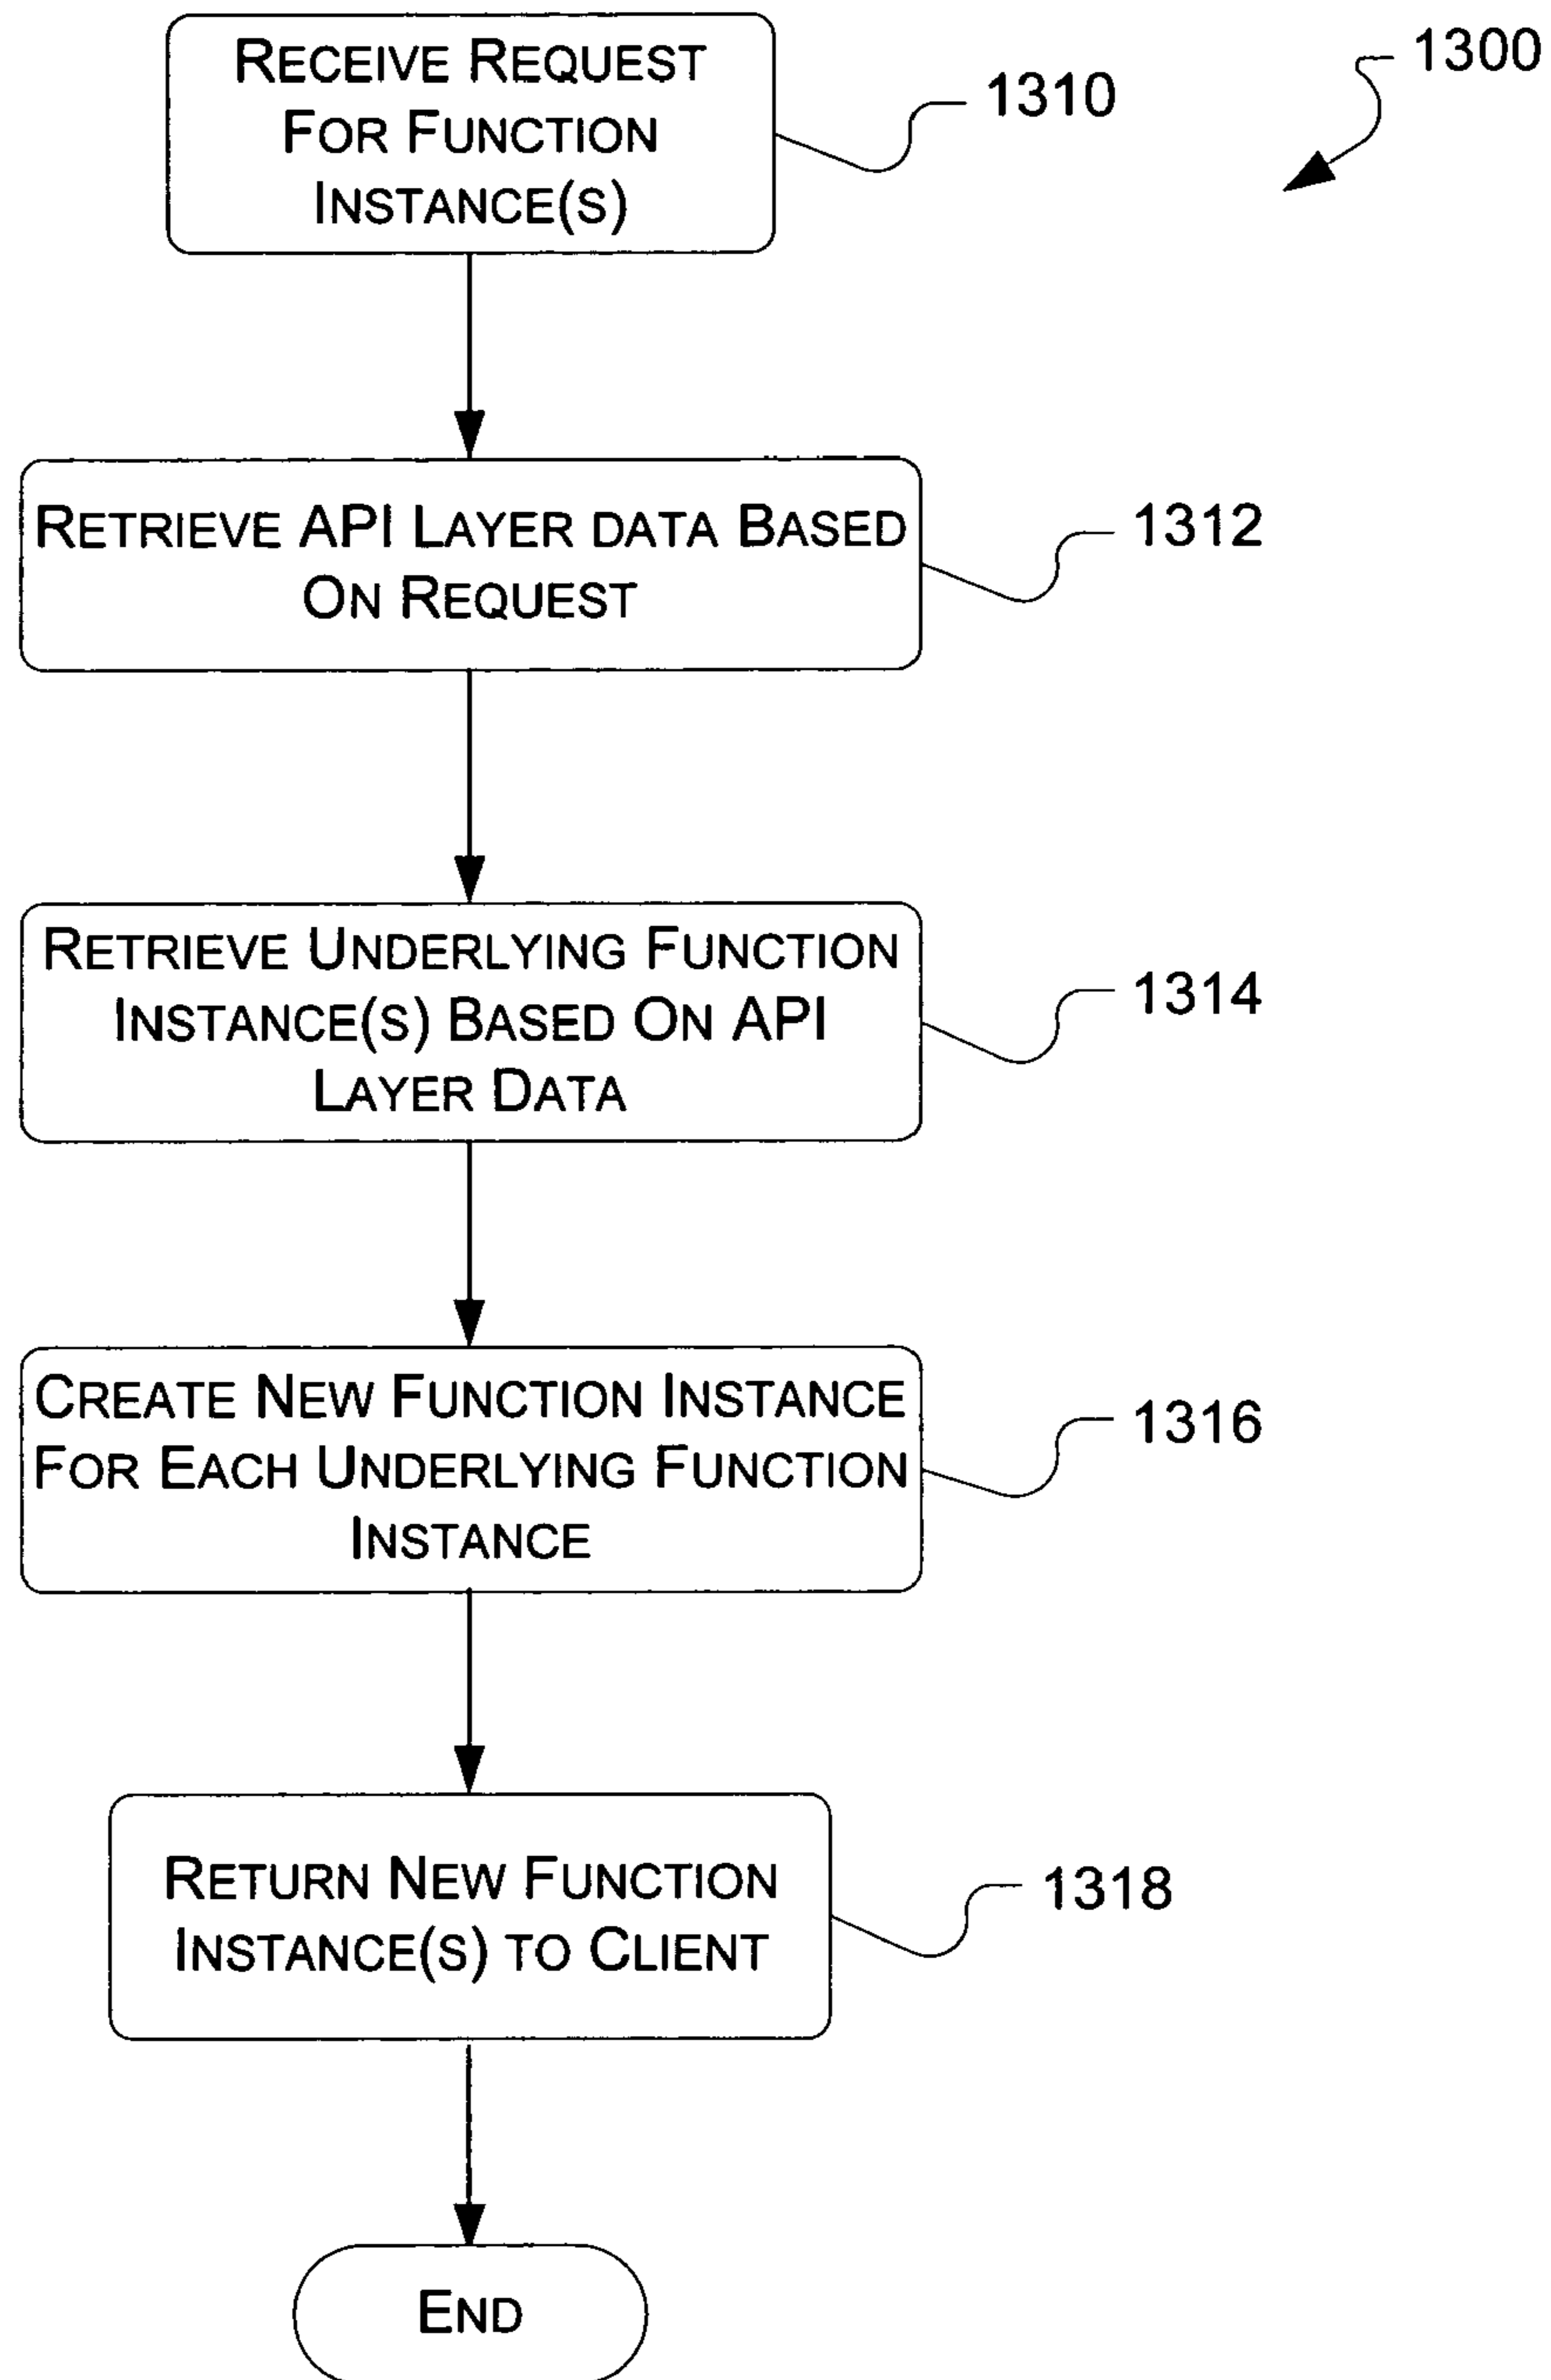 RECEIVE REQUEST
FOR FUNCTION
INSTANCE(S)
1310
1300
RETRIEVE API LAYER DATA BASED
ON REQUEST
1312
RETRIEVE UNDERLYING FUNCTION
INSTANCE(S) BASED ON API
LAYER DATA
1314
CREATE NEW FUNCTION INSTANCE
FOR EACH UNDERLYING FUNCTION
INSTANCE
1316
RETURN NEW FUNCTION
INSTANCE(S) TO CLIENT
1318
END